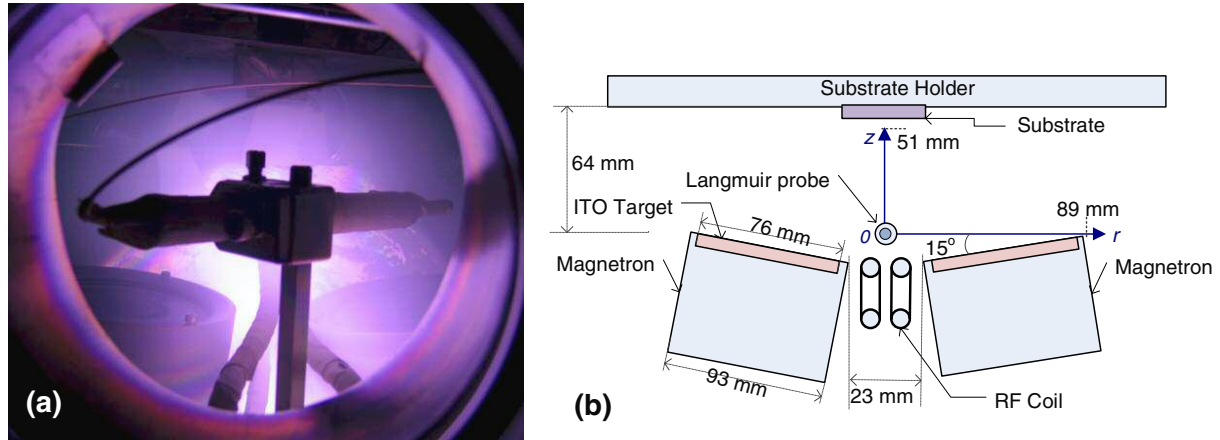 (a)
Substrate Holder
Substrate
z
51 mm
64 mm
Langmuir probe
ITO Target
76 mm
0
89 mm
r
15°
Magnetron
Magnetron
93 mm
23 mm
RF Coil
(b)